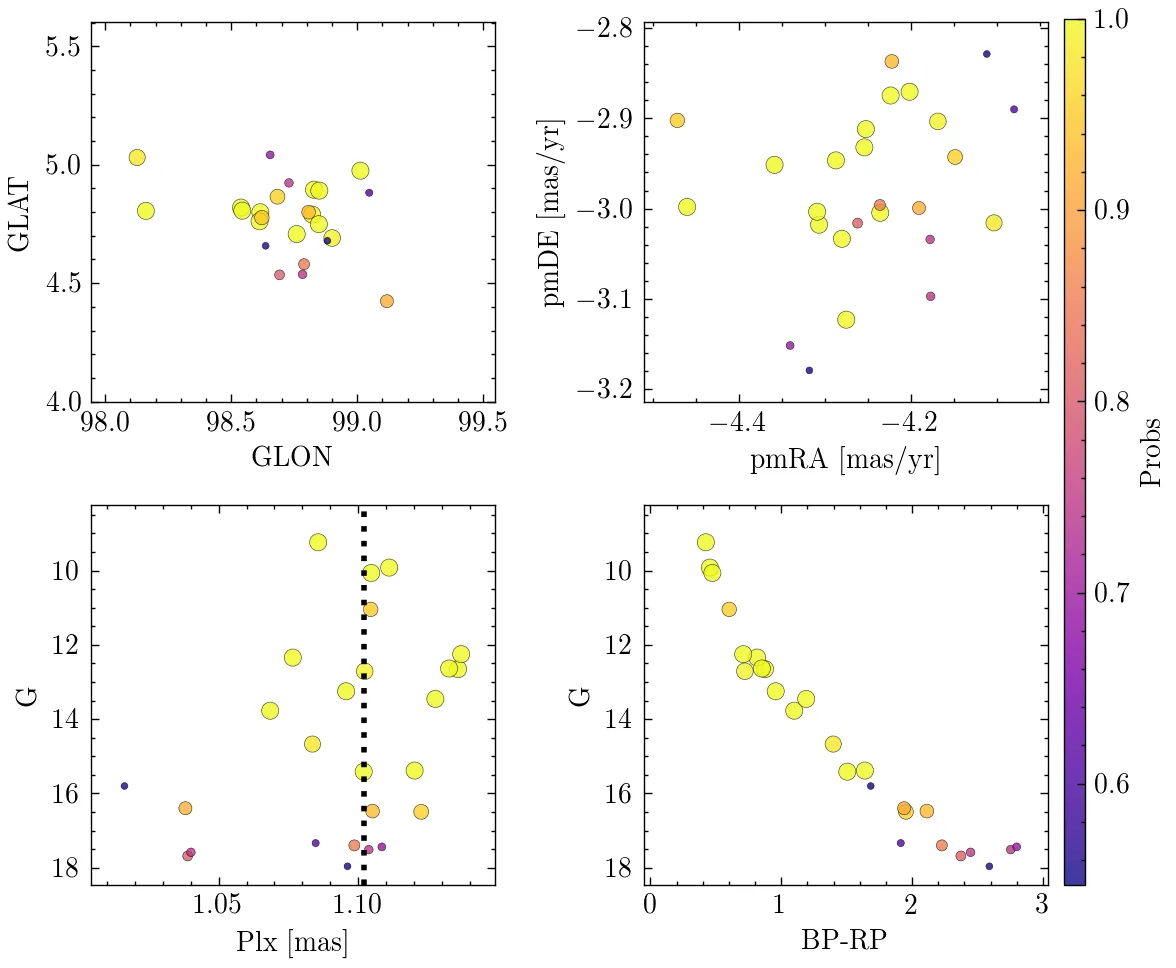 5.5
5.0
4.5
4.0
GLAT
98.0 98.5 99.0 99.5
GLON
−2.8
−2.9
−3.0
−3.1
−3.2
pmDE [mas/yr]
−4.4 −4.2
pmRA [mas/yr]
10
12
14
16
18
G
1.05 1.10
Plx [mas]
10
12
14
16
18
G
0 1 2 3
BP-RP
1.0
0.9
0.8
0.7
0.6
Probs